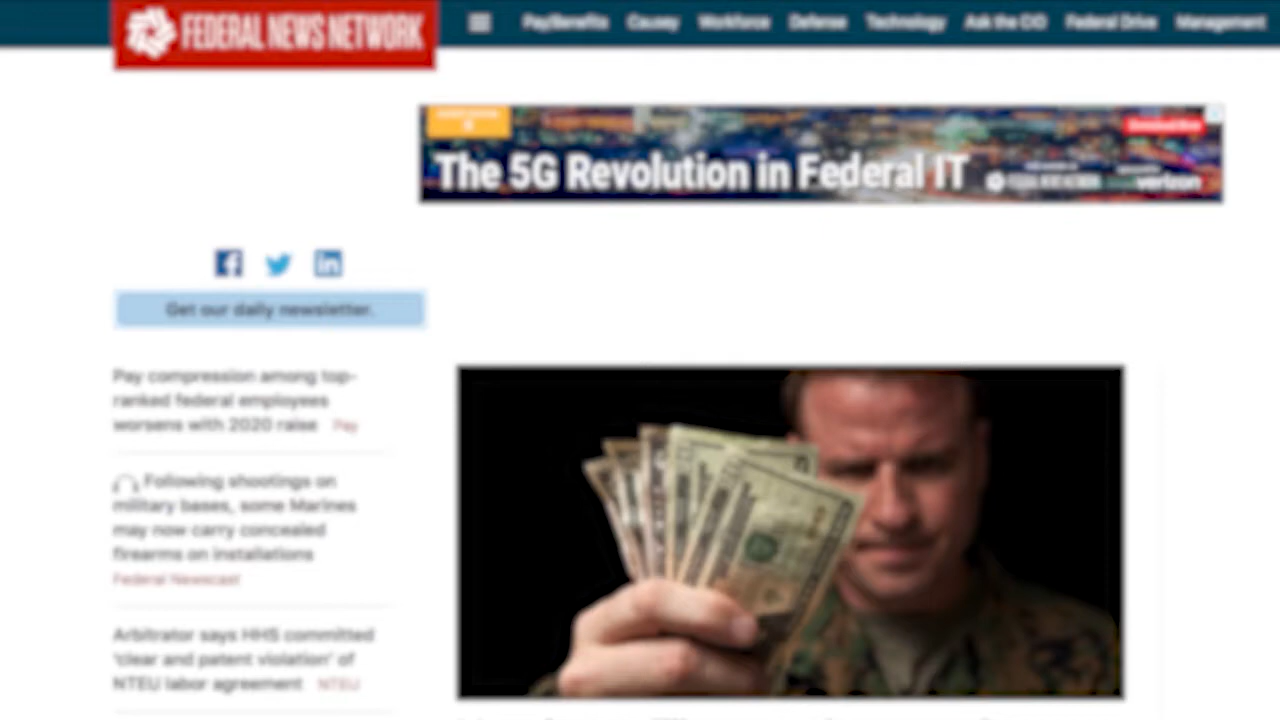 FEDERAL NEWS NETWORK
Pay/Benefits Causey Workforce Defense Technology Ask the CIO Federal Drive Management
The 5G Revolution in Federal IT
verizon
Get our daily newsletter.
Pay compression among top-
ranked federal employees
worsens with 2020 raise Pay
Following shootings on
military bases, some Marines
may now carry concealed
firearms on installations
Federal Newscast
Arbitrator says HHS committed
'clear and patent violation' of
NTEU labor agreement NTEU